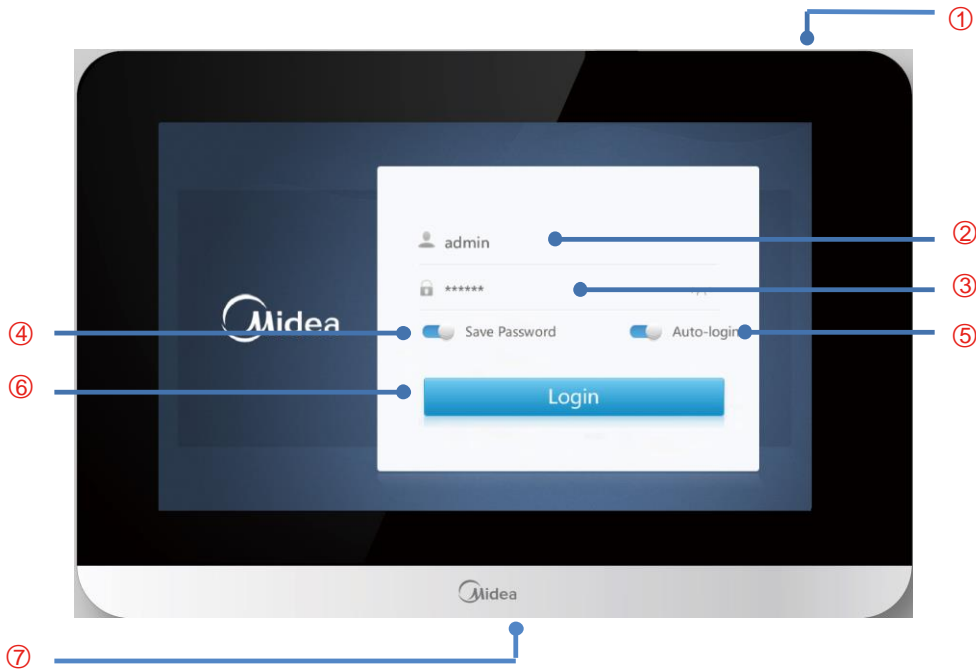 ①
admin ②
****** ③
Midea
④ Save Password Auto-login ⑤
⑥ Login
Midea
⑦